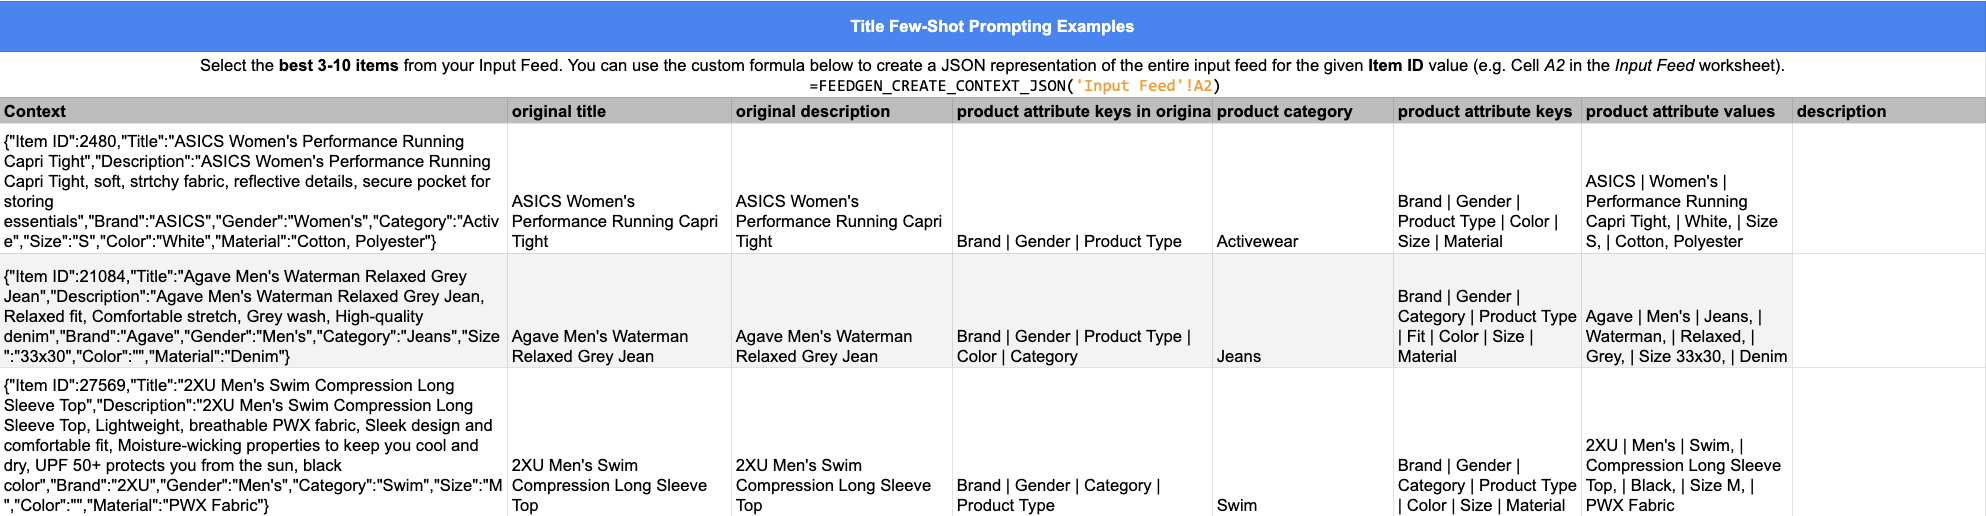 Title Few-Shot Prompting Examples
Select the best 3-10 items from your Input Feed. You can use the custom formula below to create a JSON representation of the entire input feed for the given Item ID value (e.g. Cell A2 in the Input Feed worksheet).
=FEEDGEN_CREATE_CONTEXT_JSON('Input Feed'!A2)
Context
original title
original description
product attribute keys in origina
product category
product attribute keys
product attribute values
description
{"Item ID":2480,"Title":"ASICS Women's Performance Running
Capri Tight","Description":"ASICS Women's Performance Running
Capri Tight, soft, strtchy fabric, reflective details, secure pocket for
storing
essentials","Brand":"ASICS","Gender":"Women's","Category":"Activ
e","Size":"S","Color":"White","Material":"Cotton, Polyester"}
ASICS Women's
Performance Running Capri
Tight
ASICS Women's
Performance Running Capri
Tight
Brand | Gender | Product Type
Activewear
Brand | Gender |
Product Type | Color |
Size | Material
ASICS | Women's |
Performance Running
Capri Tight, | White, | Size
S, | Cotton, Polyester
{"Item ID":21084,"Title":"Agave Men's Waterman Relaxed Grey
Jean","Description":"Agave Men's Waterman Relaxed Grey Jean,
Relaxed fit, Comfortable stretch, Grey wash, High-quality
denim","Brand":"Agave","Gender":"Men's","Category":"Jeans","Size
":"33x30","Color":"","Material":"Denim"}
Agave Men's Waterman
Relaxed Grey Jean
Agave Men's Waterman
Relaxed Grey Jean
Brand | Gender | Product Type |
Color | Category
Jeans
Brand | Gender |
Category | Product Type
| Fit | Color | Size |
Material
Agave | Men's | Jeans, |
Waterman, | Relaxed, |
Grey, | Size 33x30, | Denim
{"Item ID":27569,"Title":"2XU Men's Swim Compression Long
Sleeve Top","Description":"2XU Men's Swim Compression Long
Sleeve Top, Lightweight, breathable PWX fabric, Sleek design and
comfortable fit, Moisture-wicking properties to keep you cool and
dry, UPF 50+ protects you from the sun, black
color","Brand":"2XU","Gender":"Men's","Category":"Swim","Size":"M
","Color":"","Material":"PWX Fabric"}
2XU Men's Swim
Compression Long Sleeve
Top
2XU Men's Swim
Compression Long Sleeve
Top
Brand | Gender | Category |
Product Type
Swim
Brand | Gender |
Category | Product Type
| Color | Size | Material
2XU | Men's | Swim, |
Compression Long Sleeve
Top, | Black, | Size M, |
PWX Fabric